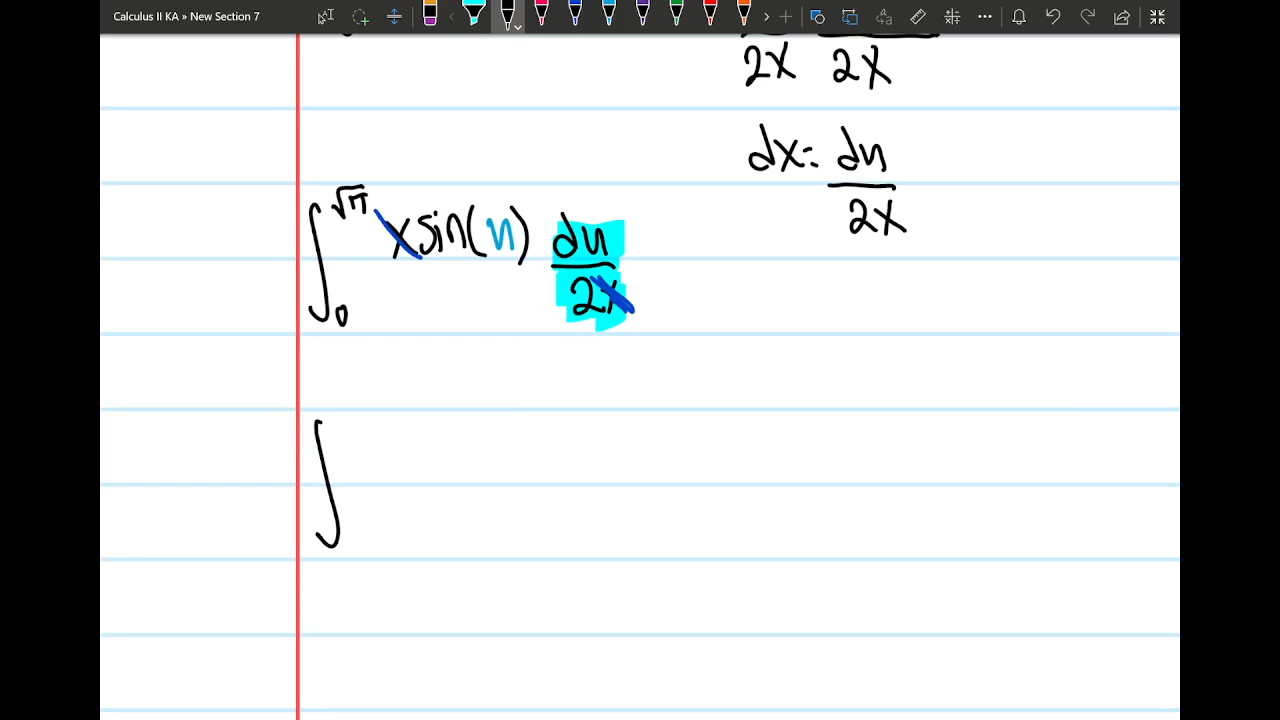 Calculus II KA » New Section 7
2x 2x
dx = du
2x
∫ 0 √π x sin(u) du
2x
∫